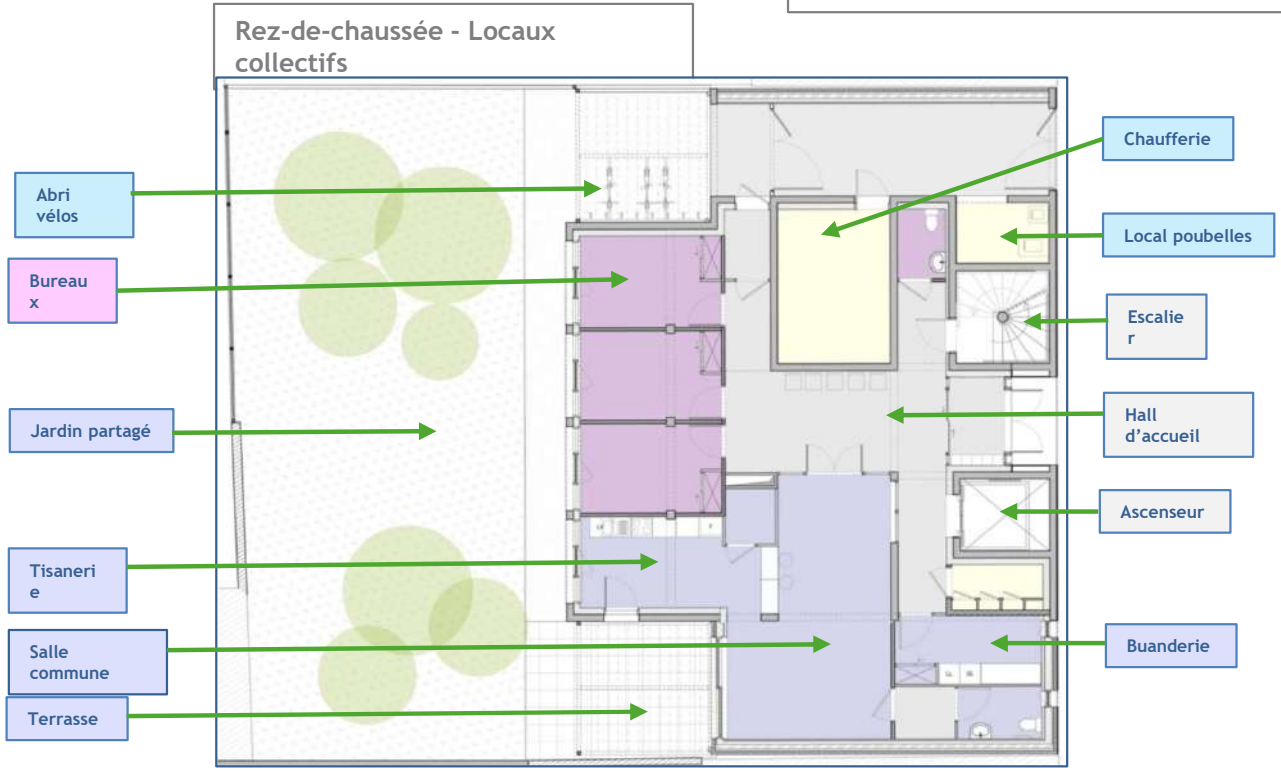 Rez-de-chaussée - Locaux
collectifs
Abri
vélos
Bureau
x
Jardin partagé
Tisaneri
e
Salle
commune
Terrasse
Chaufferie
Local poubelles
Escalie
r
Hall
d’accueil
Ascenseur
Buanderie